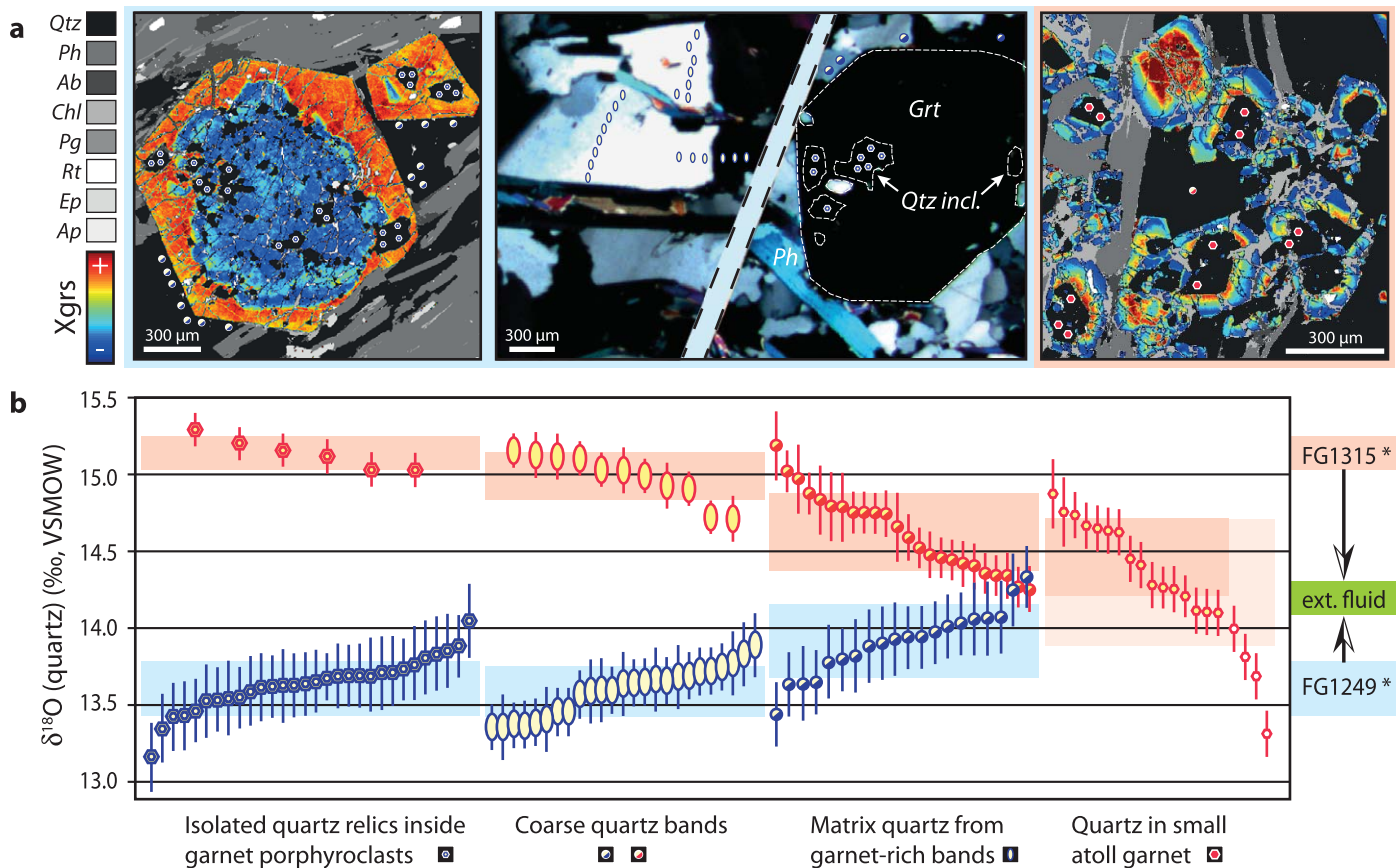 a
Qtz
Ph
Ab
Chl
Pg
Rt
Ep
Ap
Xgrs
+
-
300 µm
300 µm
Ph
Grt
Qtz incl.
300 µm
b
δ18O (quartz) (‰, VSMOW)
15.5
15.0
14.5
14.0
13.5
13.0
FG1315 *
ext. fluid
FG1249 *
Isolated quartz relics inside
garnet porphyroclasts
Coarse quartz bands
Matrix quartz from
garnet-rich bands
Quartz in small
atoll garnet